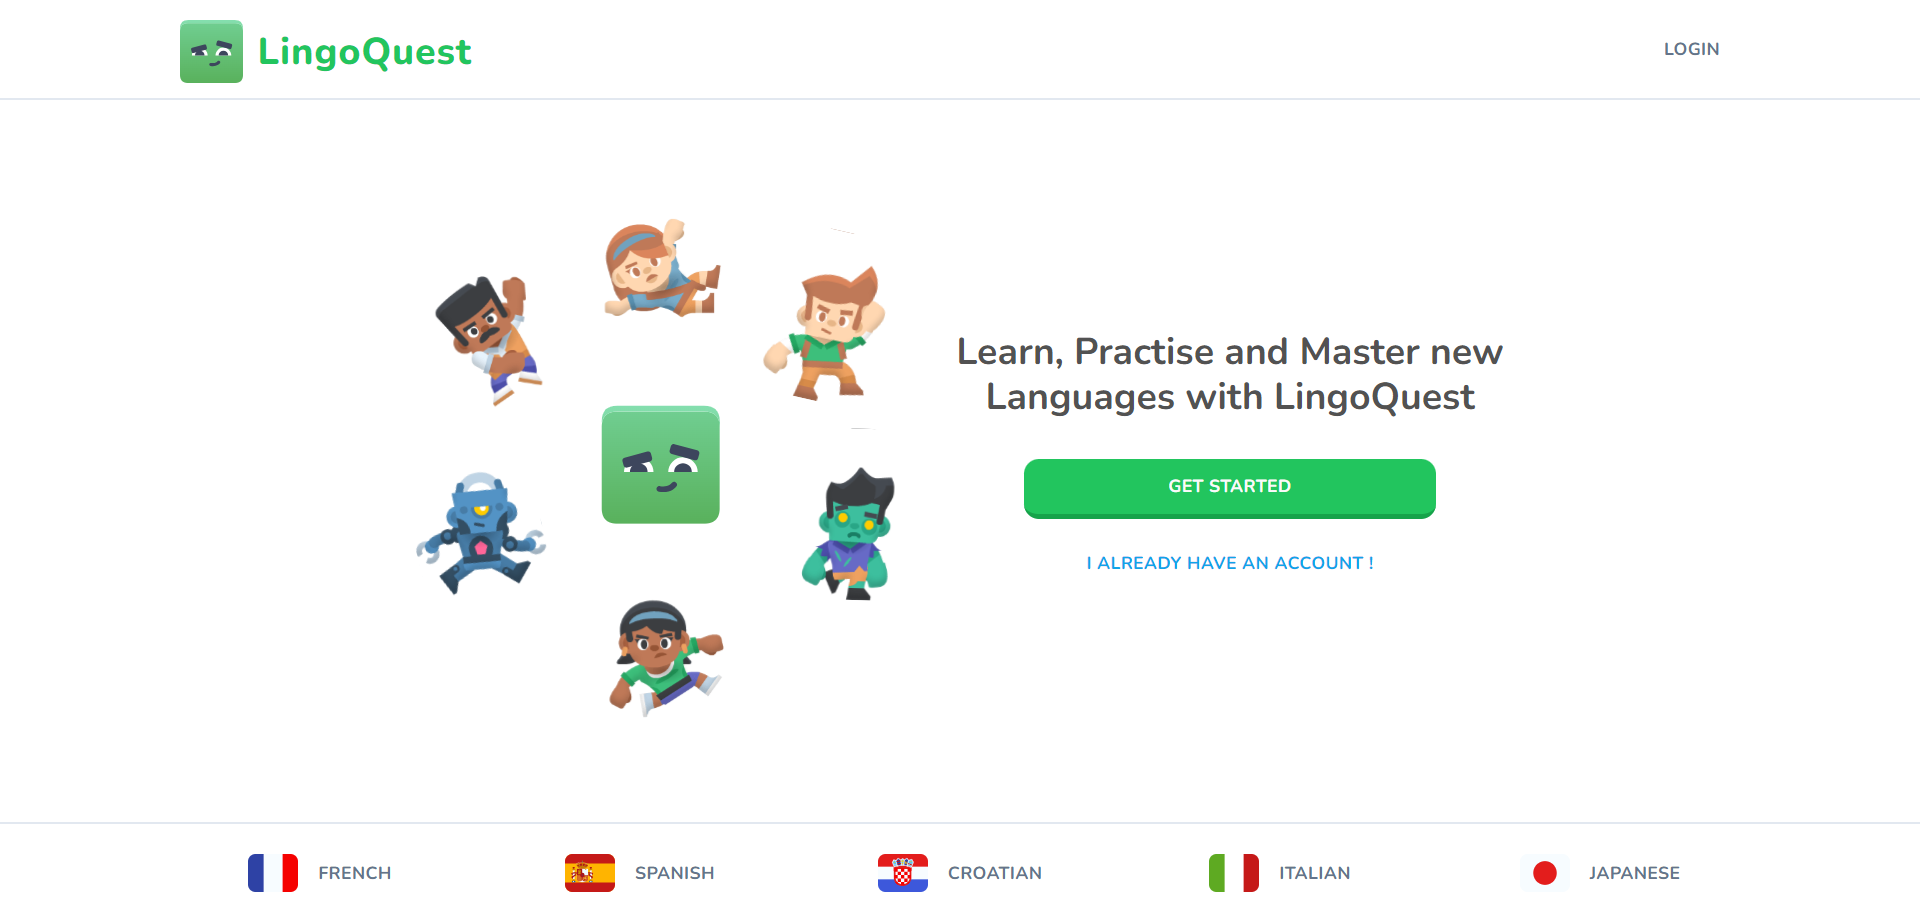 LingoQuest
LOGIN
Learn, Practise and Master new
Languages with LingoQuest
GET STARTED
I ALREADY HAVE AN ACCOUNT !
FRENCH
SPANISH
CROATIAN
ITALIAN
JAPANESE